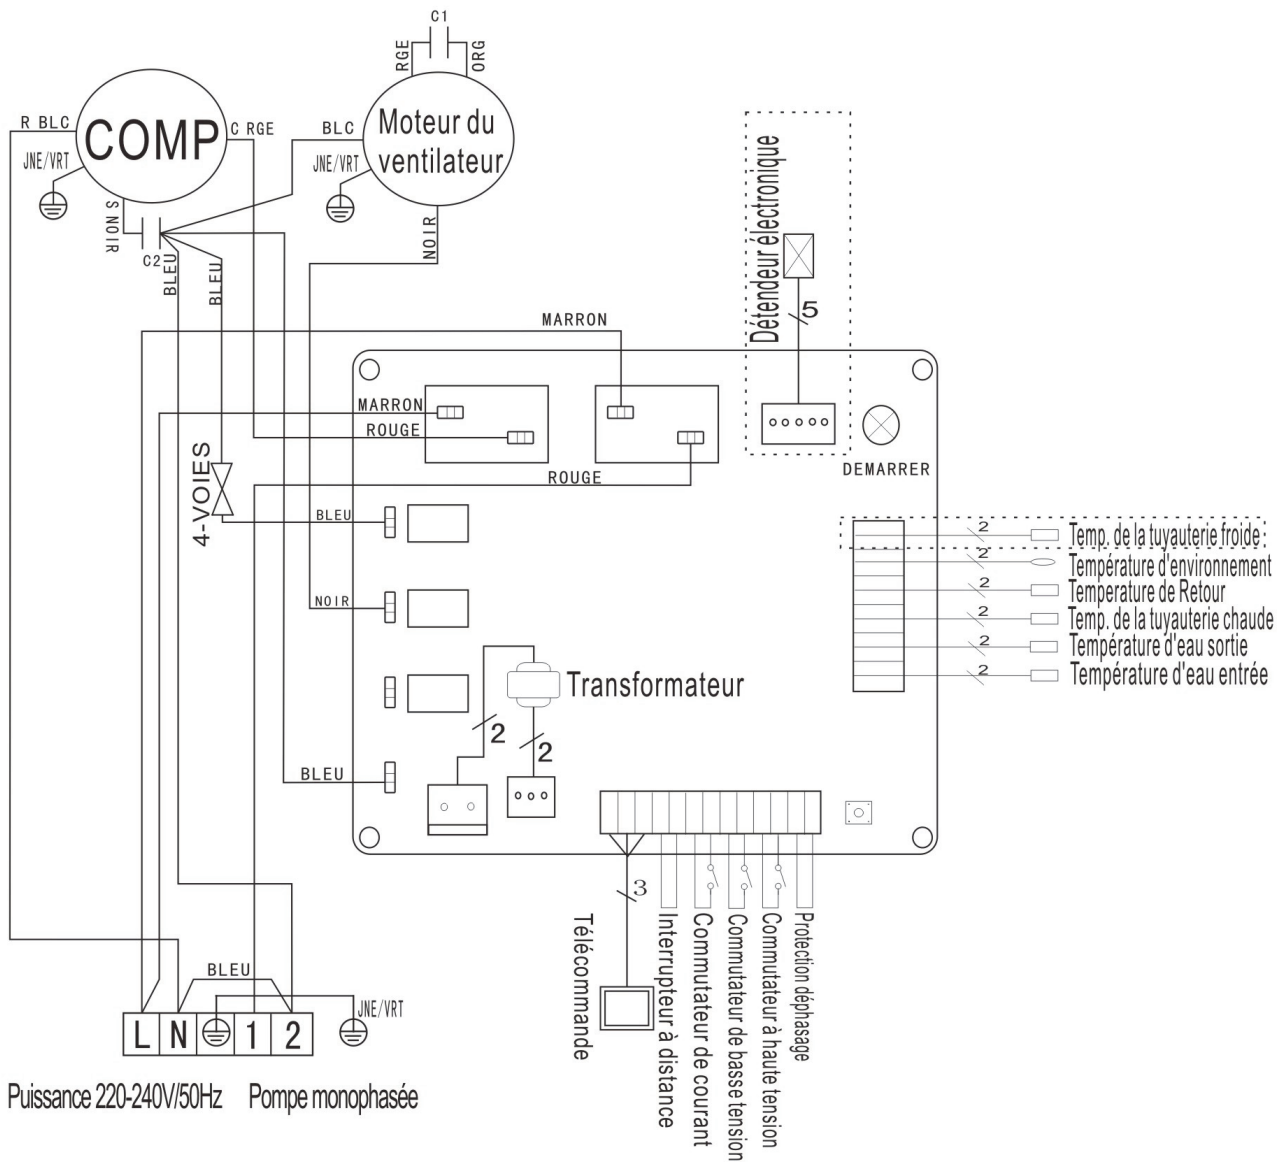 C1
RGE
ORG
R BLC
COMP
C RGE
BLC
Moteur du
ventilateur
JNE/VRT
JNE/VRT
S NOIR
C2
BLEU
BLEU
NOIR
Détendeur électronique
5
MARRON
MARRON
ROUGE
ROUGE
DEMARRER
4-VOIES
BLEU
NOIR
BLEU
2
Temp. de la tuyauterie froide
2
Température d'environnement
2
Temperature de Retour
2
Temp. de la tuyauterie chaude
2
Température d'eau sortie
2
Température d'eau entrée
Transformateur
2
2
3
Télécommande
Interrupteur à distance
Commutateur de courant
Commutateur de basse tension
Commutateur à haute tension
Protection déphasage
BLEU
JNE/VRT
L N 1 2
Puissance 220-240V/50Hz Pompe monophasée